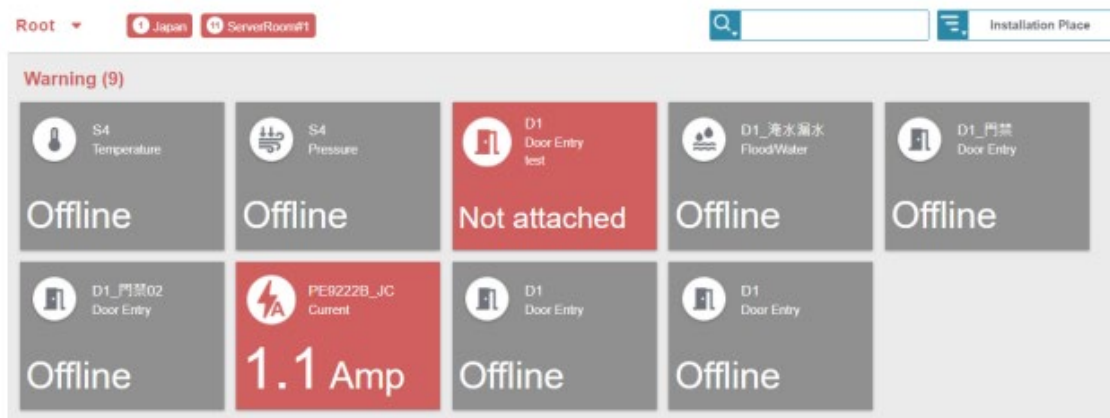 Root
1 Japan
11 ServerRoom#1
Installation Place
Warning (9)
S4
Temperature
Offline
S4
Pressure
Offline
D1
Door Entry
test
Not attached
D1_淹水漏水
Flood/Water
Offline
D1_門禁
Door Entry
Offline
D1_門禁02
Door Entry
Offline
A
PE9222B_JC
Current
1.1 Amp
D1
Door Entry
Offline
D1
Door Entry
Offline